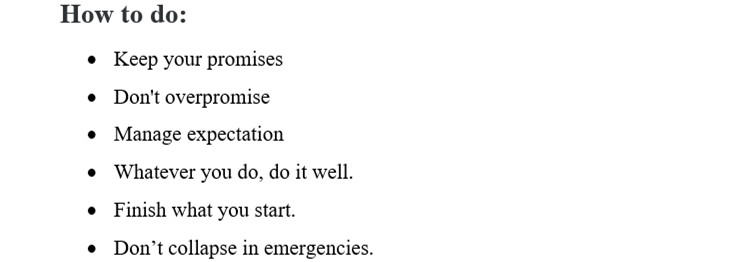 How to do:
• Keep your promises
• Don't overpromise
• Manage expectation
• Whatever you do, do it well.
• Finish what you start.
• Don’t collapse in emergencies.